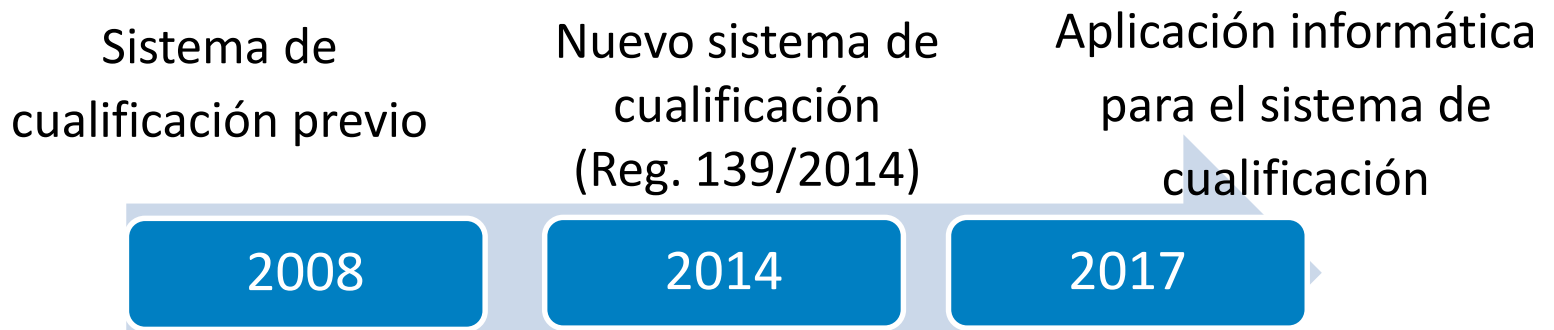 Sistema de
cualificación previo
Nuevo sistema de
cualificación
(Reg. 139/2014)
Aplicación informática
para el sistema de
cualificación
2008
2014
2017